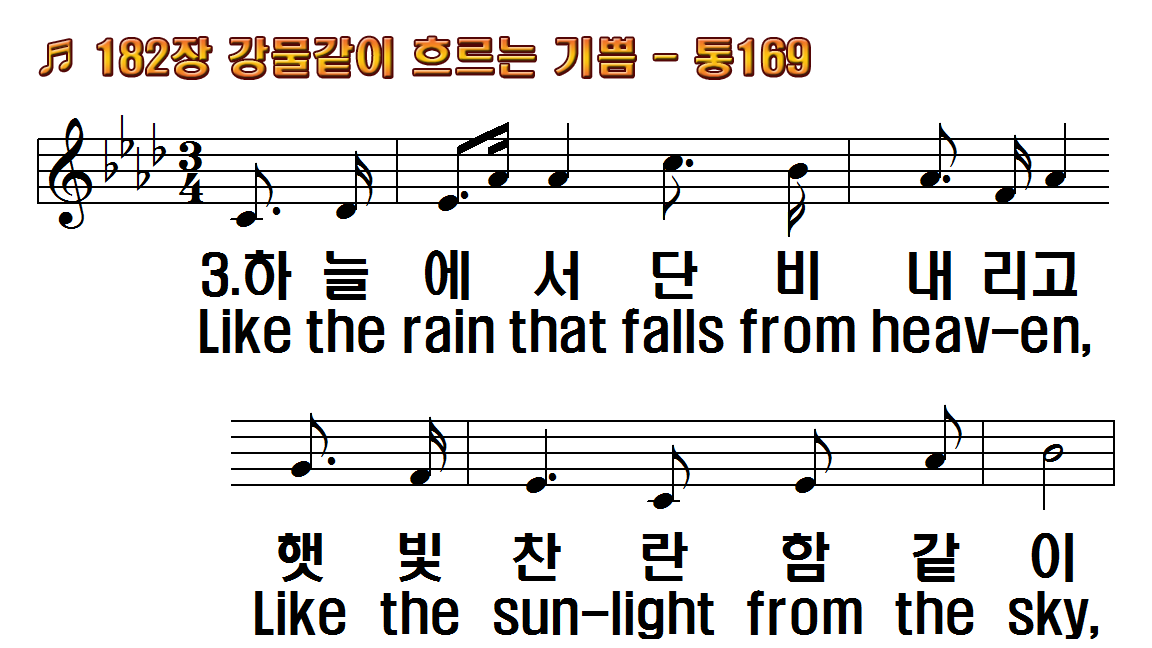 ♬ 182장 강물같이 흐르는 기쁨 - 통169
3
4
3.하 늘 에 서 단 비 내 리고
Like the rain that falls from heav-en,
햇 빛 찬 란 함 같 이
Like the sun-light from the sky,